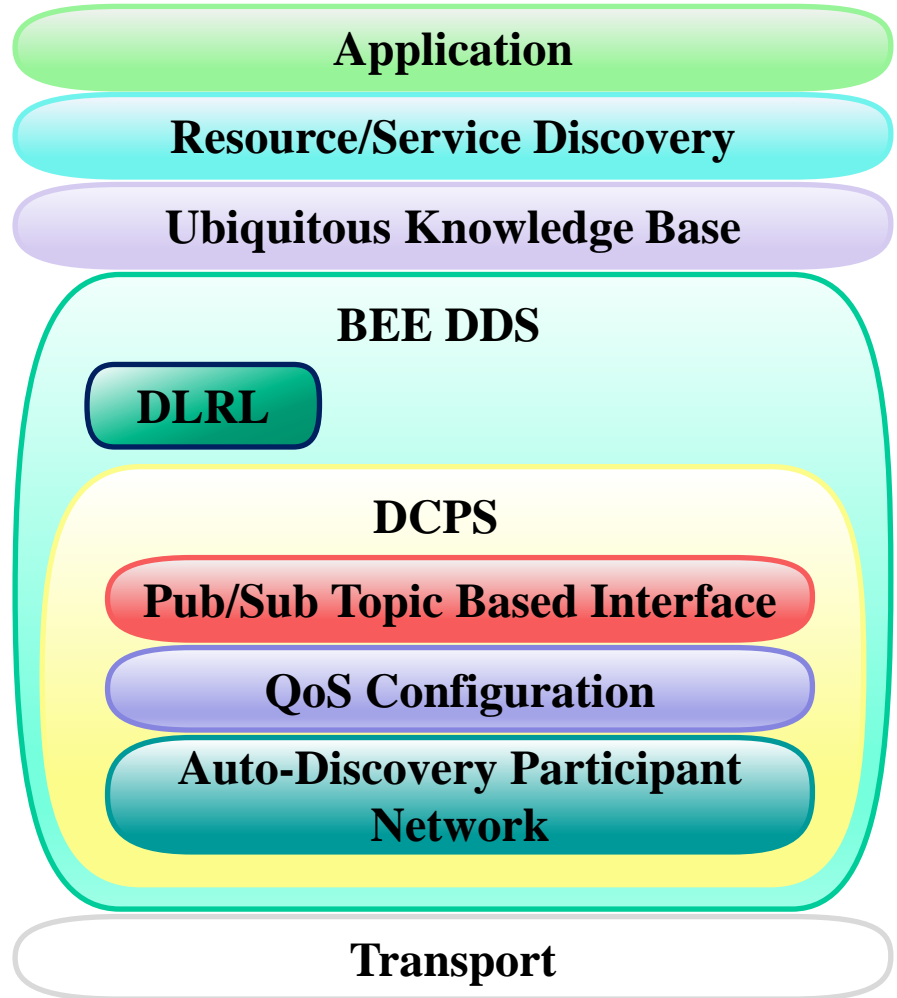 Application
Resource/Service Discovery
Ubiquitous Knowledge Base
BEE DDS
DLRL
DCPS
Pub/Sub Topic Based Interface
QoS Configuration
Auto-Discovery Participant
Network
Transport